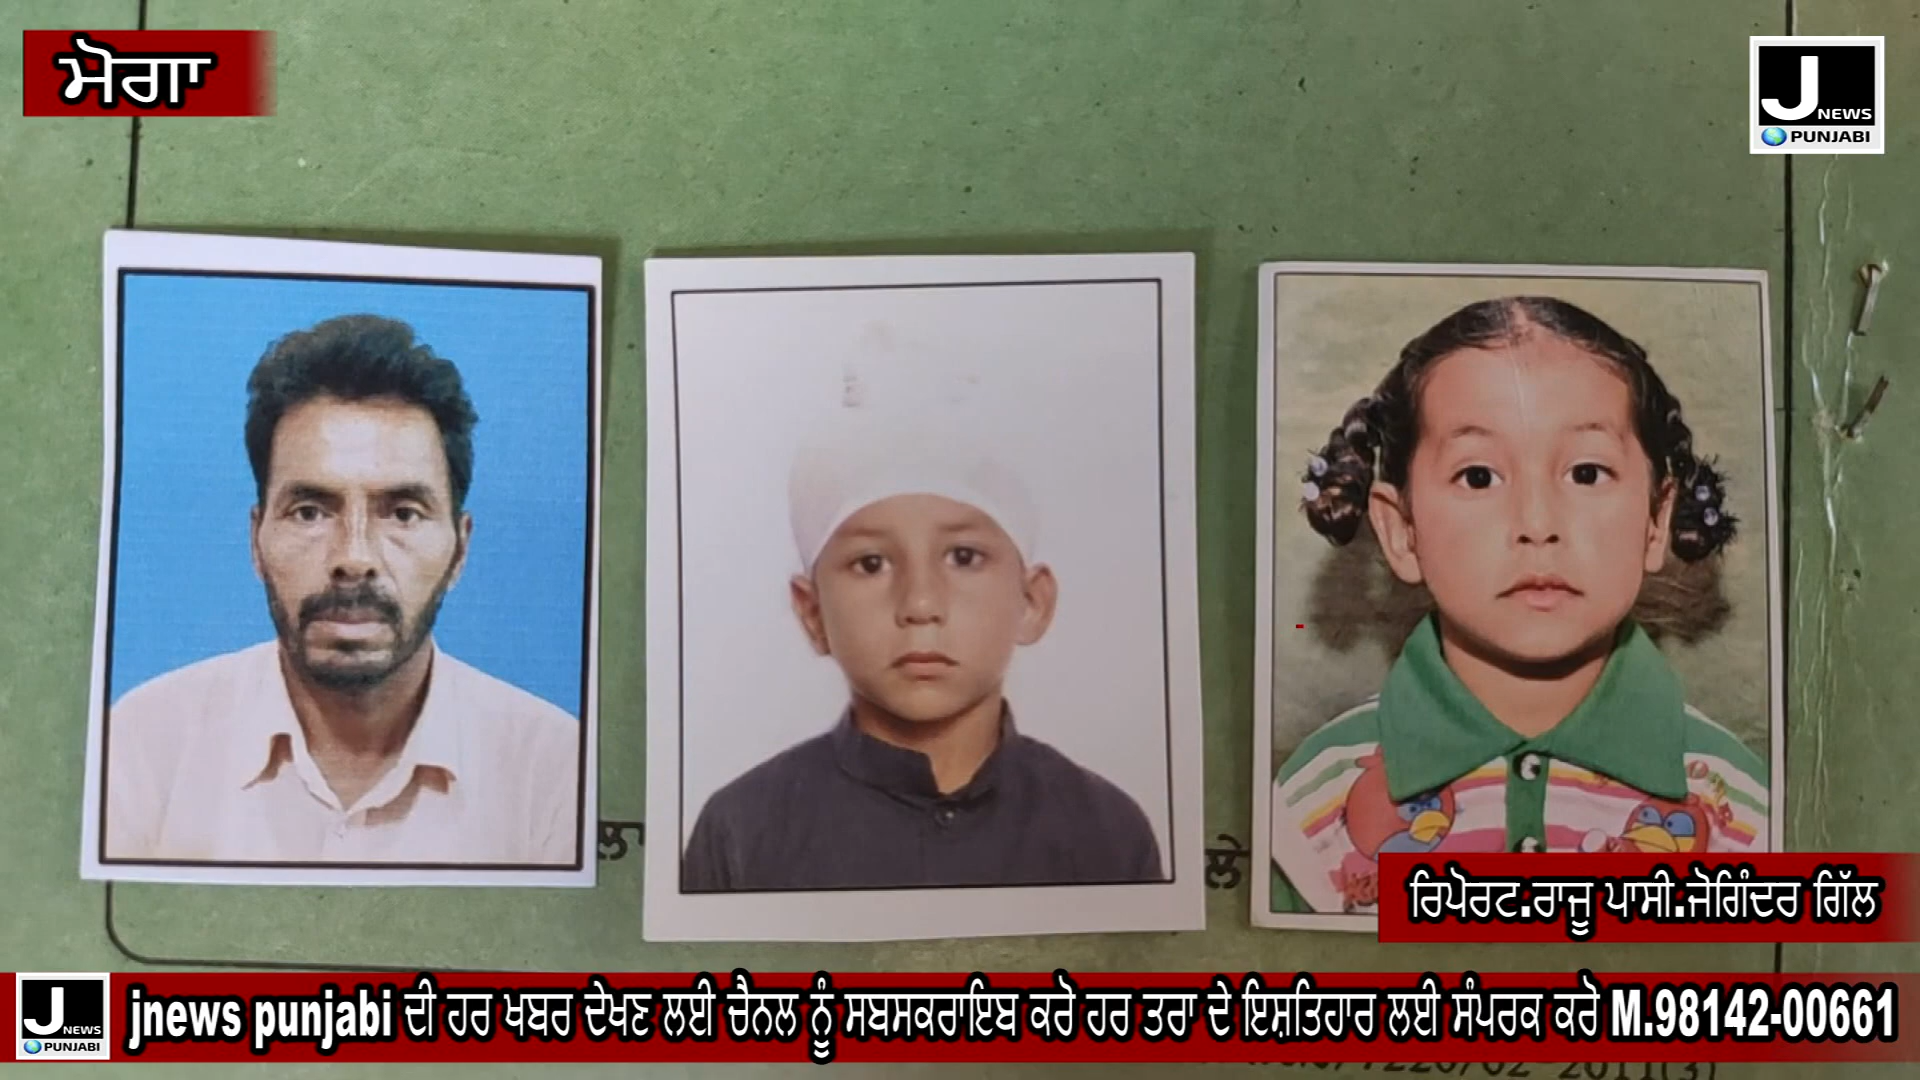 ਮੋਗਾ
J NEWS
PUNJABI
ਲੇ
ਰਿਪੋਰਟ.ਰਾਜੂ ਪਾਸੀ.ਜੋਗਿੰਦਰ ਗਿੱਲ
J NEWS
PUNJABI
jnews punjabi ਦੀ ਹਰ ਖਬਰ ਦੇਖਣ ਲਈ ਚੈਨਲ ਨੂੰ ਸਬਸਕਰਾਇਬ ਕਰੋ ਹਰ ਤਰਾ ਦੇ ਇਸ਼ਤਿਹਾਰ ਲਈ ਸੰਪਰਕ ਕਰੋ M.98142-00661